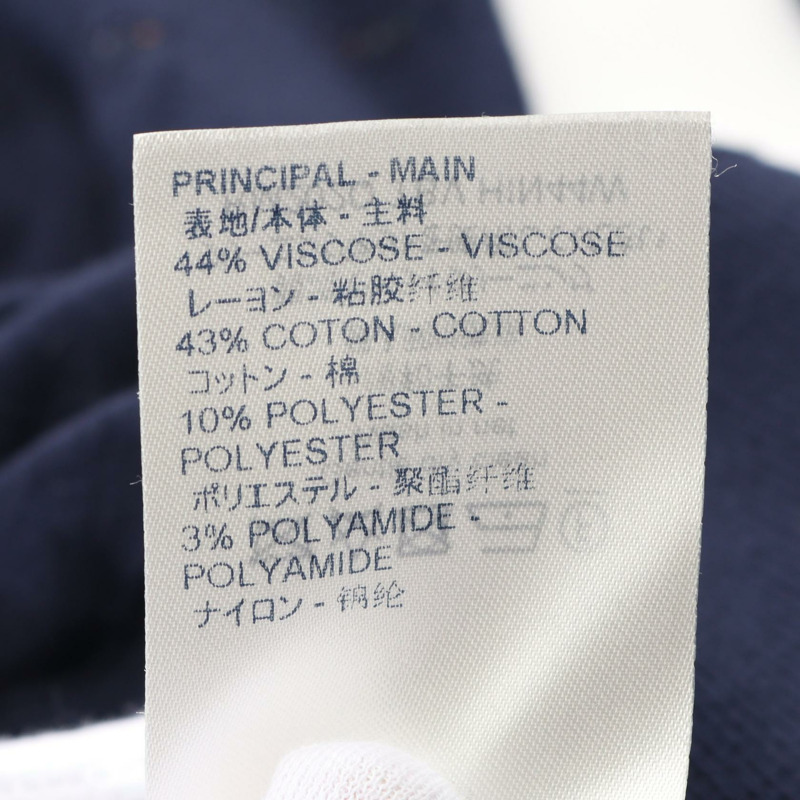 PRINCIPAL - MAIN
表地/本体 - 主料
44% VISCOSE - VISCOSE
レーヨン - 粘胶纤维
43% COTON - COTTON
コットン - 棉
10% POLYESTER -
POLYESTER
ポリエステル - 聚酯纤维
3% POLYAMIDE -
POLYAMIDE
ナイロン - 锦纶